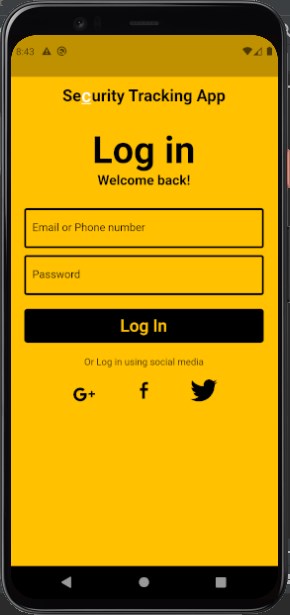 8:43
Security Tracking App
Log in
Welcome back!
Email or Phone number
Password
Log In
Or Log in using social media
G+ f